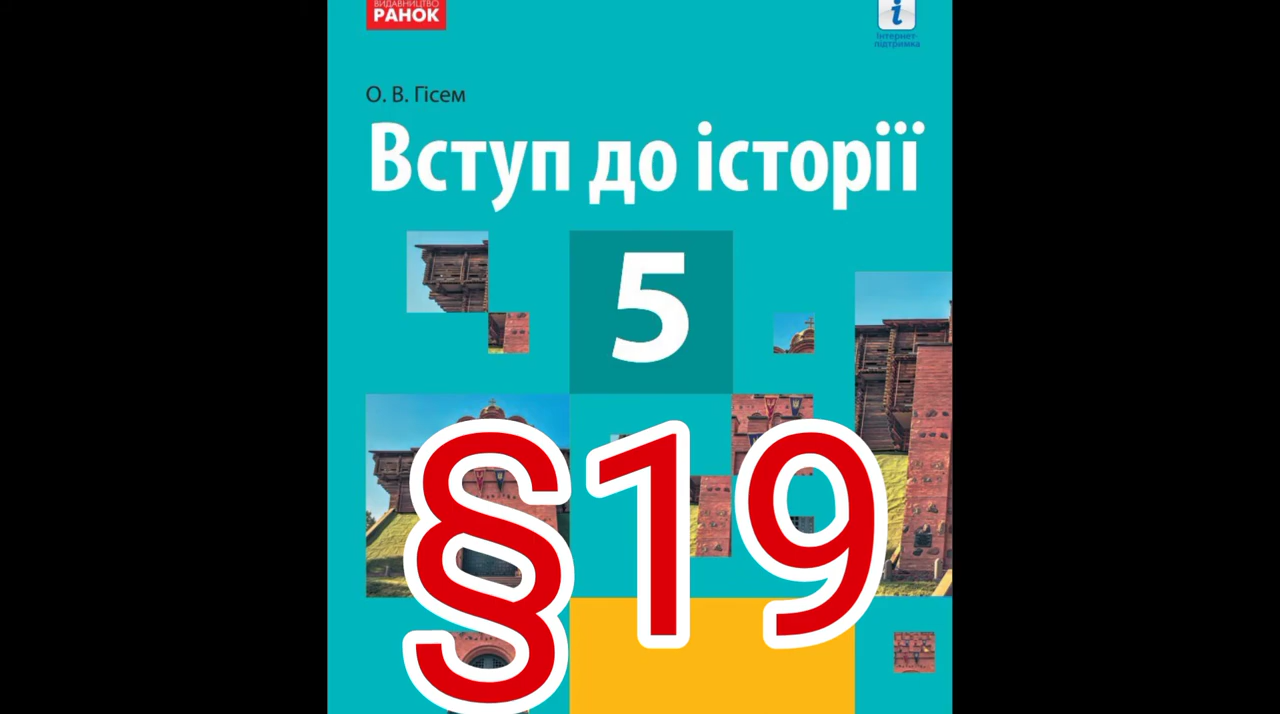 ВИДАВНИЦТВО
РАНОК
Інтернет-
підтримка
О. В. Гісем
Вступ до історії
5
§19